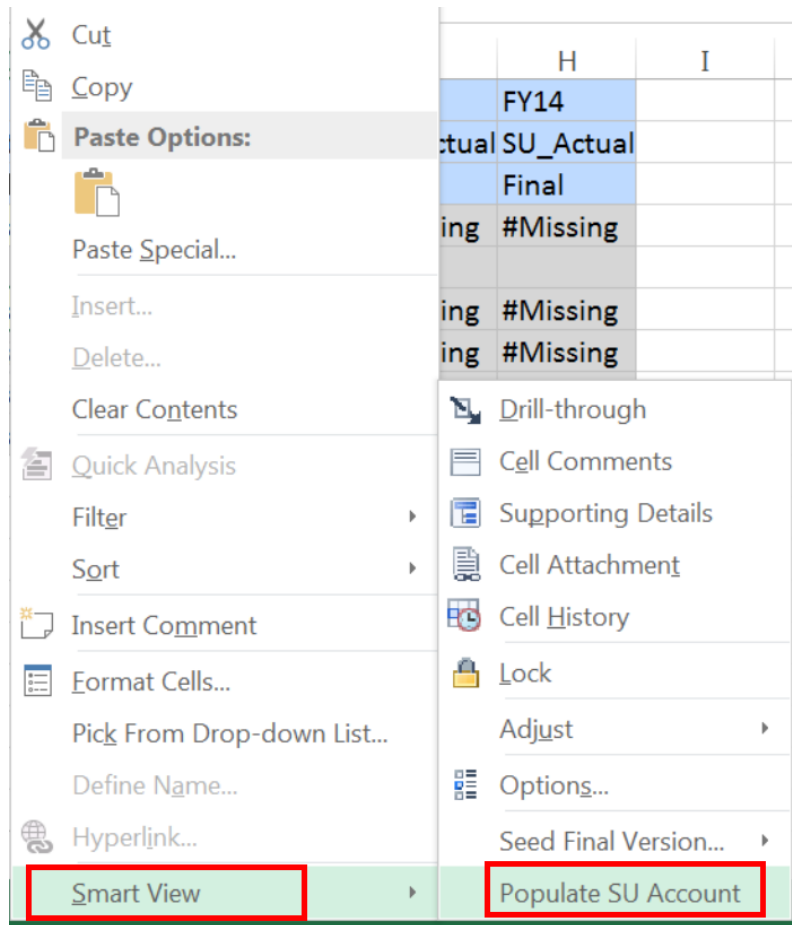 Cut
Copy
Paste Options:
Paste Special...
Insert...
Delete...
Clear Contents
Quick Analysis
Filter
Sort
Insert Comment
Format Cells...
Pick From Drop-down List...
Define Name...
Hyperlink...
Smart View
H I
FY14
ctual SU_Actual
Final
ing #Missing
ing #Missing
ing #Missing
Drill-through
Cell Comments
Supporting Details
Cell Attachment
Cell History
Lock
Adjust
Options...
Seed Final Version...
Populate SU Account